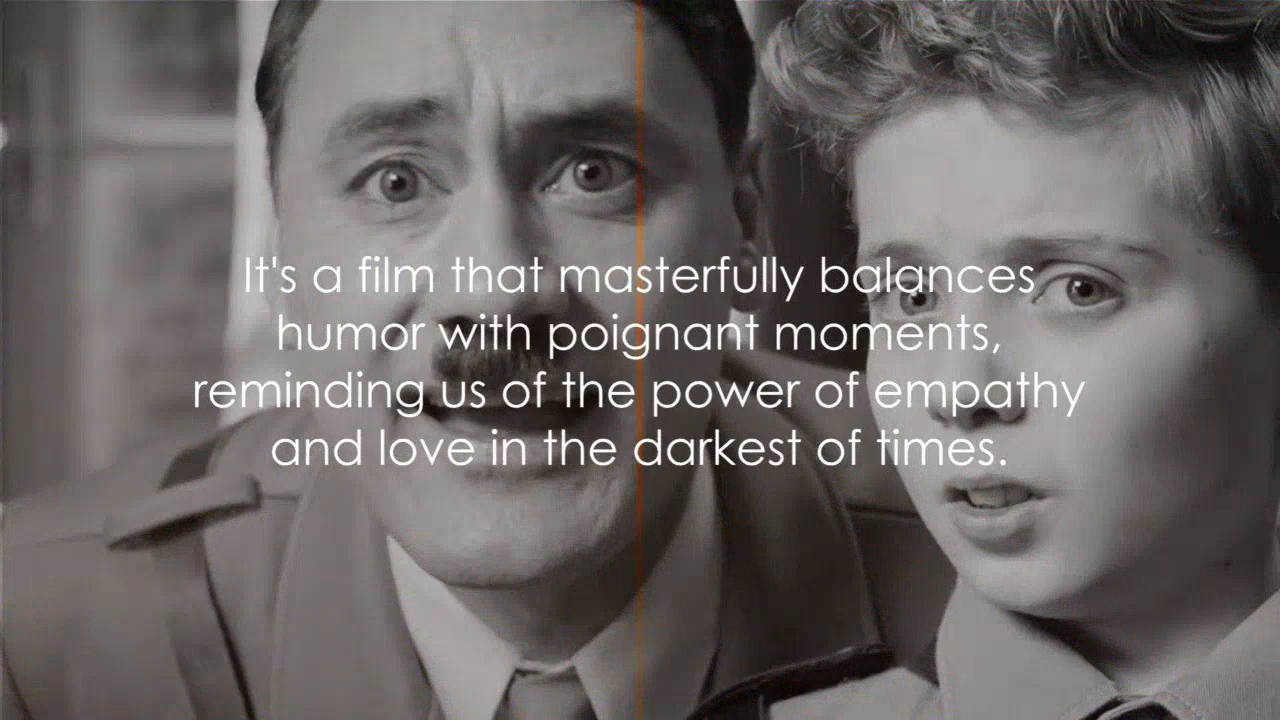 It's a film that masterfully balances
humor with poignant moments,
reminding us of the power of empathy
and love in the darkest of times.